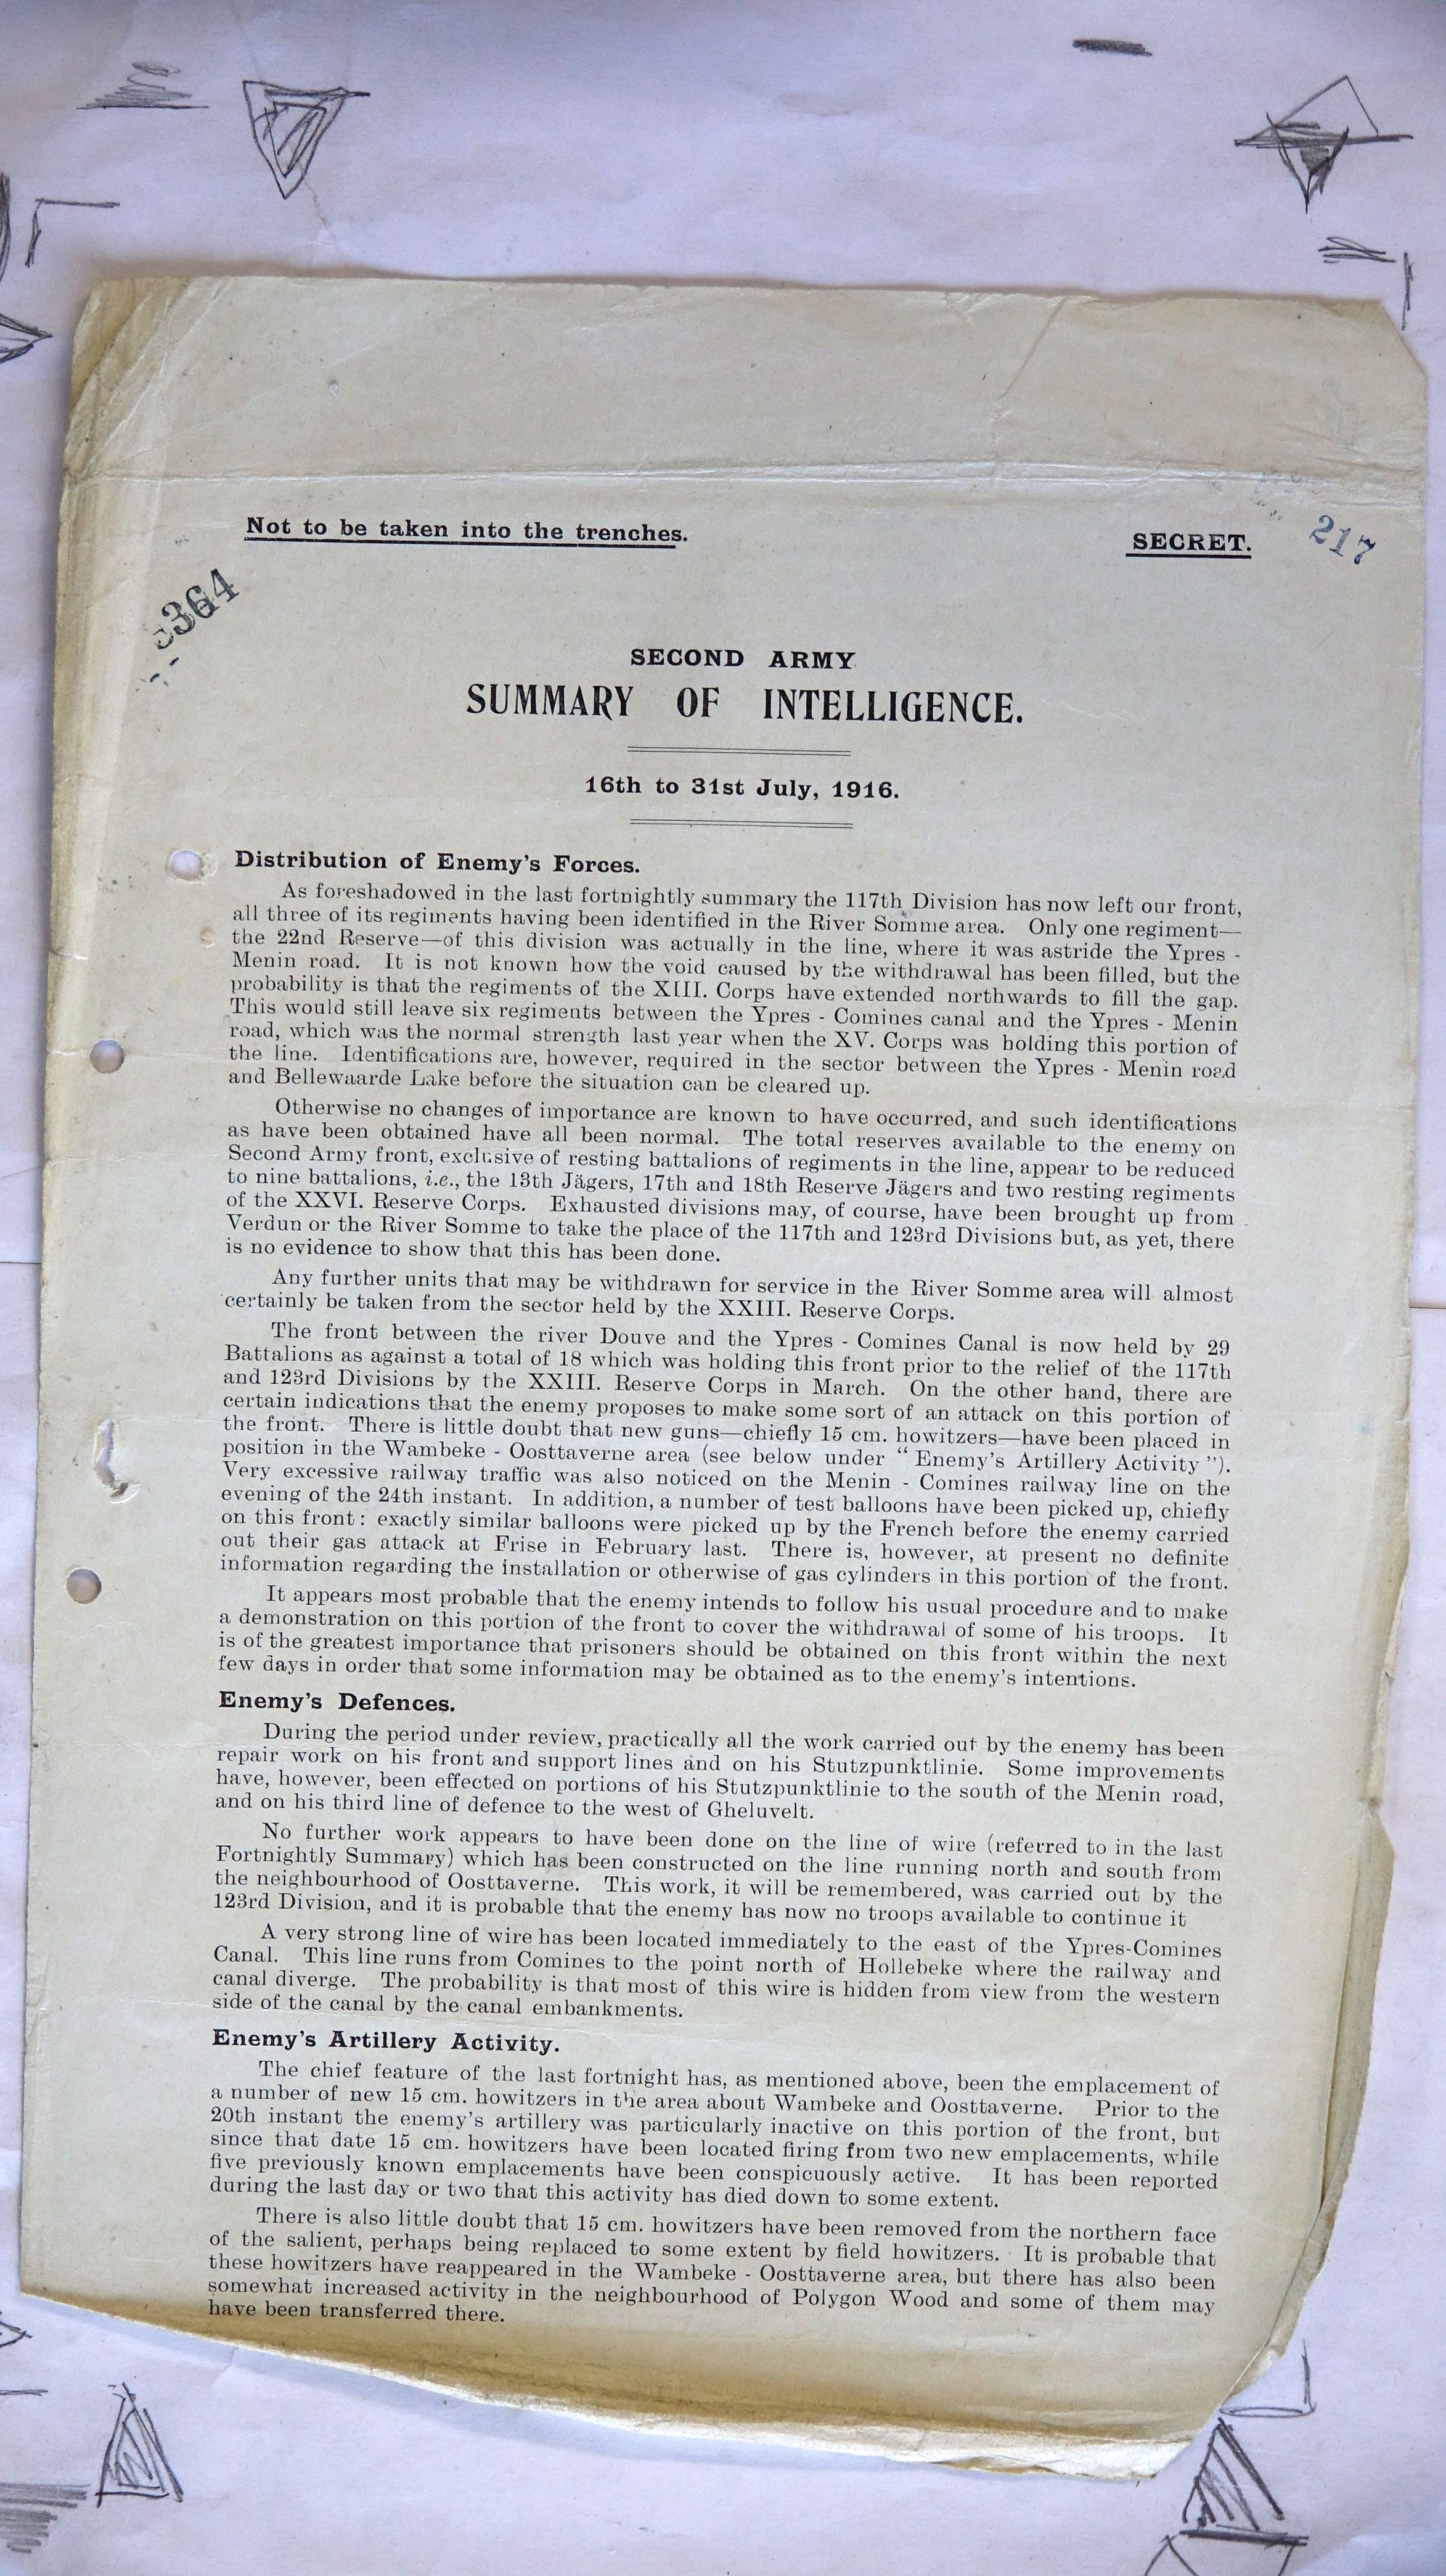 Not to be taken into the trenches.
SECRET.
217
364
SECOND ARMY
SUMMARY OF INTELLIGENCE.
16th to 31st July, 1916.
Distribution of Enemy's Forces.
As foreshadowed in the last fortnightly summary the 117th Division has now left our front,
all three of its regiments having been identified in the River Somme area. Only one regiment—
the 22nd Reserve—of this division was actually in the line, where it was astride the Ypres -
Menin road. It is not known how the void caused by the withdrawal has been filled, but the
probability is that the regiments of the XIII. Corps have extended northwards to fill the gap.
This would still leave six regiments between the Ypres - Comines canal and the Ypres - Menin
road, which was the normal strength last year when the XV. Corps was holding this portion of
the line. Identifications are, however, required in the sector between the Ypres - Menin road
and Bellewaarde Lake before the situation can be cleared up.
Otherwise no changes of importance are known to have occurred, and such identifications
as have been obtained have all been normal. The total reserves available to the enemy on
Second Army front, exclusive of resting battalions of regiments in the line, appear to be reduced
to nine battalions, i.e., the 13th Jägers, 17th and 18th Reserve Jägers and two resting regiments
of the XXVI. Reserve Corps. Exhausted divisions may, of course, have been brought up from
Verdun or the River Somme to take the place of the 117th and 123rd Divisions but, as yet, there
is no evidence to show that this has been done.
Any further units that may be withdrawn for service in the River Somme area will almost
certainly be taken from the sector held by the XXIII. Reserve Corps.
The front between the river Douve and the Ypres - Comines Canal is now held by 29
Battalions as against a total of 18 which was holding this front prior to the relief of the 117th
and 123rd Divisions by the XXIII. Reserve Corps in March. On the other hand, there are
certain indications that the enemy proposes to make some sort of an attack on this portion of
the front. There is little doubt that new guns—chiefly 15 cm. howitzers—have been placed in
position in the Wambeke - Oosttaverne area (see below under "Enemy's Artillery Activity").
Very excessive railway traffic was also noticed on the Menin - Comines railway line on the
evening of the 24th instant. In addition, a number of test balloons have been picked up, chiefly
on this front: exactly similar balloons were picked up by the French before the enemy carried
out their gas attack at Frise in February last. There is, however, at present no definite
information regarding the installation or otherwise of gas cylinders in this portion of the front.
It appears most probable that the enemy intends to follow his usual procedure and to make
a demonstration on this portion of the front to cover the withdrawal of some of his troops. It
is of the greatest importance that prisoners should be obtained on this front within the next
few days in order that some information may be obtained as to the enemy's intentions.
Enemy's Defences.
During the period under review, practically all the work carried out by the enemy has been
repair work on his front and support lines and on his Stutzpunktlinie. Some improvements
have, however, been effected on portions of his Stutzpunktlinie to the south of the Menin road,
and on his third line of defence to the west of Gheluvelt.
No further work appears to have been done on the line of wire (referred to in the last
Fortnightly Summary) which has been constructed on the line running north and south from
the neighbourhood of Oosttaverne. This work, it will be remembered, was carried out by the
123rd Division, and it is probable that the enemy has now no troops available to continue it
A very strong line of wire has been located immediately to the east of the Ypres-Comines
Canal. This line runs from Comines to the point north of Hollebeke where the railway and
canal diverge. The probability is that most of this wire is hidden from view from the western
side of the canal by the canal embankments.
Enemy's Artillery Activity.
The chief feature of the last fortnight has, as mentioned above, been the emplacement of
a number of new 15 cm. howitzers in the area about Wambeke and Oosttaverne. Prior to the
20th instant the enemy's artillery was particularly inactive on this portion of the front, but
since that date 15 cm. howitzers have been located firing from two new emplacements, while
five previously known emplacements have been conspicuously active. It has been reported
during the last day or two that this activity has died down to some extent.
There is also little doubt that 15 cm. howitzers have been removed from the northern face
of the salient, perhaps being replaced to some extent by field howitzers. It is probable that
these howitzers have reappeared in the Wambeke - Oosttaverne area, but there has also been
somewhat increased activity in the neighbourhood of Polygon Wood and some of them may
have been transferred there.